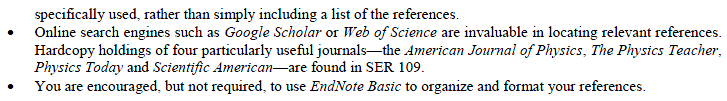 specifically used, rather than simply including a list of the references.
• Online search engines such as Google Scholar or Web of Science are invaluable in locating relevant references.
Hardcopy holdings of four particularly useful journals—the American Journal of Physics, The Physics Teacher,
Physics Today and Scientific American—are found in SER 109.
• You are encouraged, but not required, to use EndNote Basic to organize and format your references.